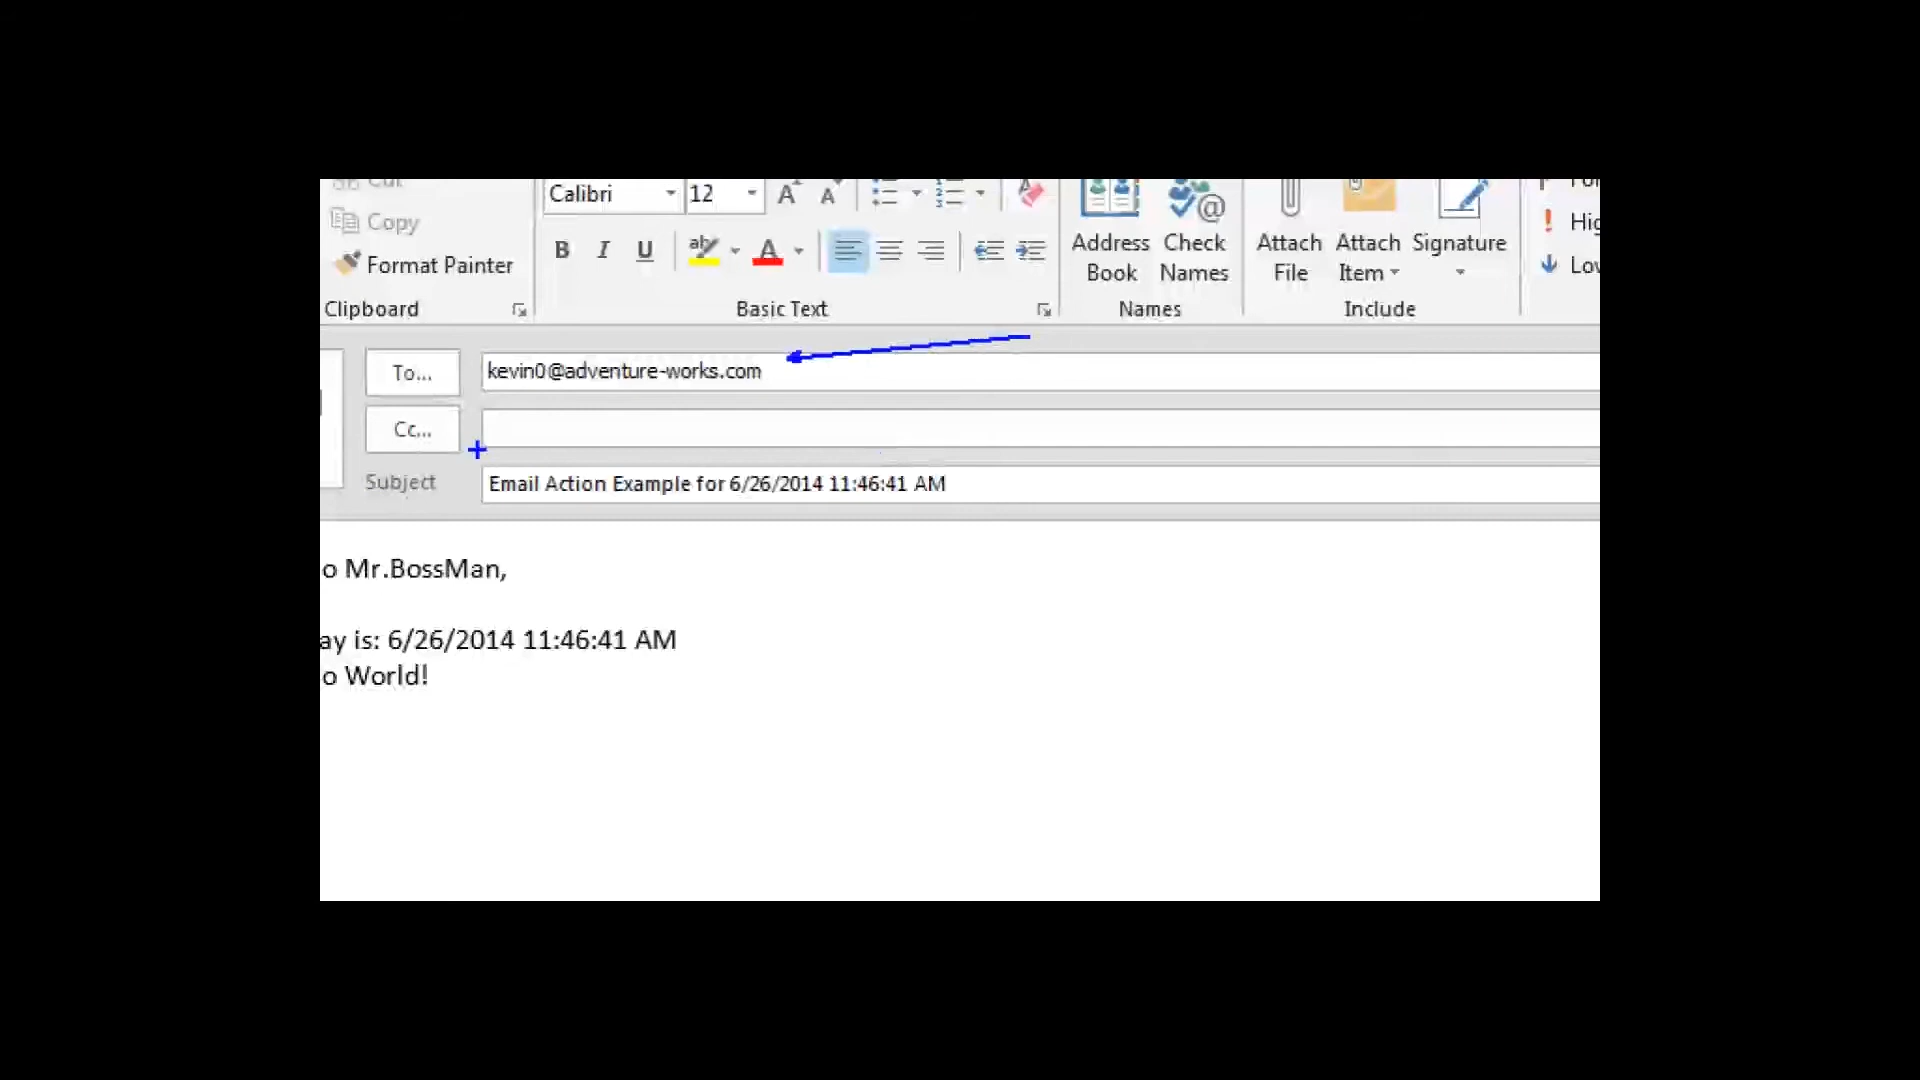 Calibri 12
Copy
B I U
Format Painter
Address Book
Check Names
Attach File
Attach Item
Signature
Clipboard
Basic Text
Names
Include
To...
kevin0@adventure-works.com
Cc...
Subject
Email Action Example for 6/26/2014 11:46:41 AM
o Mr.BossMan,
ay is: 6/26/2014 11:46:41 AM
o World!